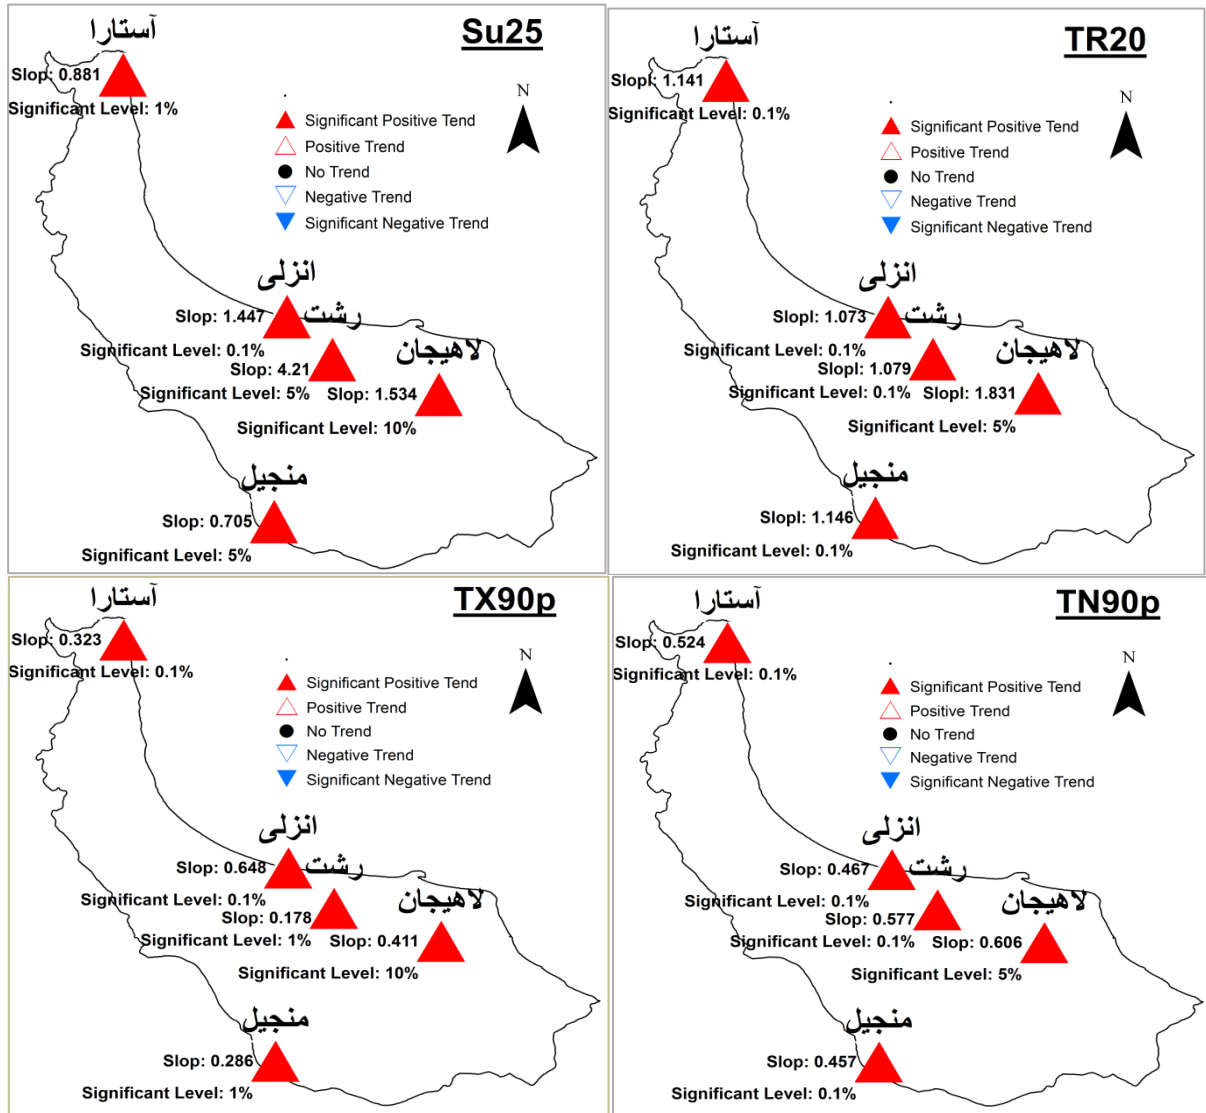 آستارا
Su25
Slop: 0.881
Significant Level: 1%
N
Significant Positive Tend
Positive Trend
No Trend
Negative Trend
Significant Negative Trend
انزلی
Slop: 1.447
رشت
Significant Level: 0.1%
لاهیجان
Slop: 4.21
Significant Level: 5%
Slop: 1.534
Significant Level: 10%
منجیل
Slop: 0.705
Significant Level: 5%
آستارا
TR20
Slopl: 1.141
Significant Level: 0.1%
N
Significant Positive Tend
Positive Trend
No Trend
Negative Trend
Significant Negative Trend
انزلی
Slopl: 1.073
رشت
Significant Level: 0.1%
لاهیجان
Slopl: 1.079
Significant Level: 0.1%
Slopl: 1.831
Significant Level: 5%
منجیل
Slopl: 1.146
Significant Level: 0.1%
آستارا
TX90p
Slop: 0.323
Significant Level: 0.1%
N
Significant Positive Tend
Positive Trend
No Trend
Negative Trend
Significant Negative Trend
انزلی
Slop: 0.648
رشت
Significant Level: 0.1%
لاهیجان
Slop: 0.178
Significant Level: 1%
Slop: 0.411
Significant Level: 10%
منجیل
Slop: 0.286
Significant Level: 1%
آستارا
TN90p
Slop: 0.524
Significant Level: 0.1%
N
Significant Positive Tend
Positive Trend
No Trend
Negative Trend
Significant Negative Trend
انزلی
Slop: 0.467
رشت
Significant Level: 0.1%
لاهیجان
Slop: 0.577
Significant Level: 0.1%
Slop: 0.606
Significant Level: 5%
منجیل
Slop: 0.457
Significant Level: 0.1%